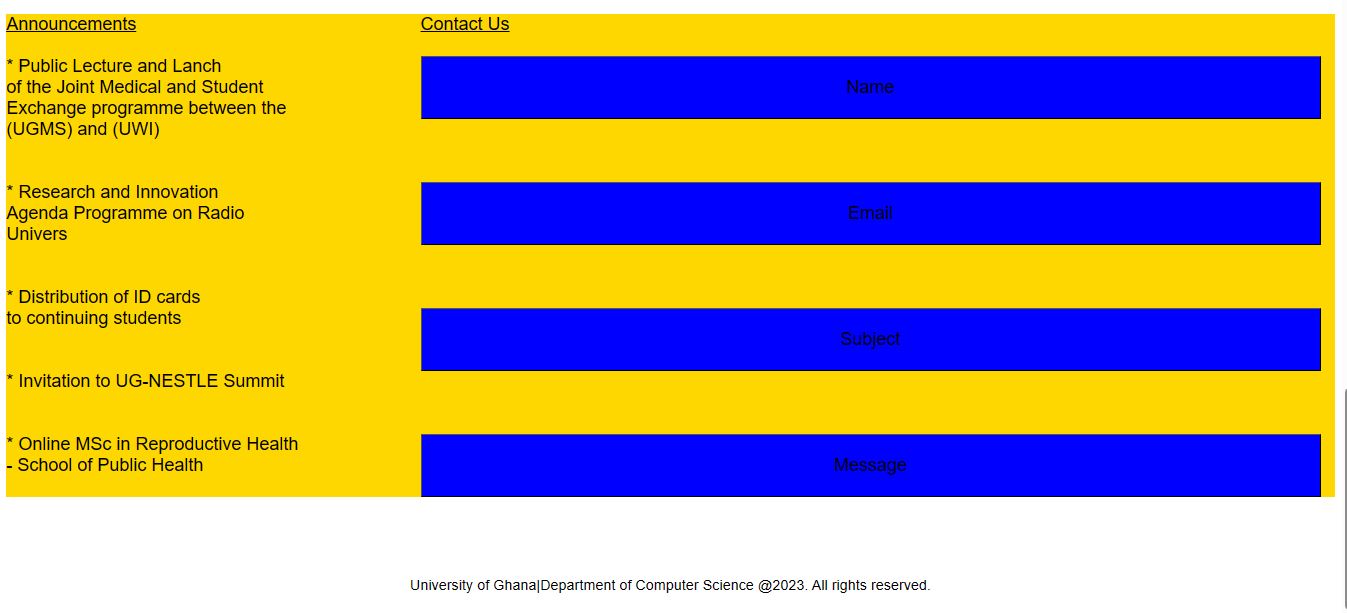 Announcements
* Public Lecture and Lanch
of the Joint Medical and Student
Exchange programme between the
(UGMS) and (UWI)
* Research and Innovation
Agenda Programme on Radio
Univers
* Distribution of ID cards
to continuing students
* Invitation to UG-NESTLE Summit
* Online MSc in Reproductive Health
- School of Public Health
Contact Us
Name
Email
Subject
Message
University of Ghana|Department of Computer Science @2023. All rights reserved.